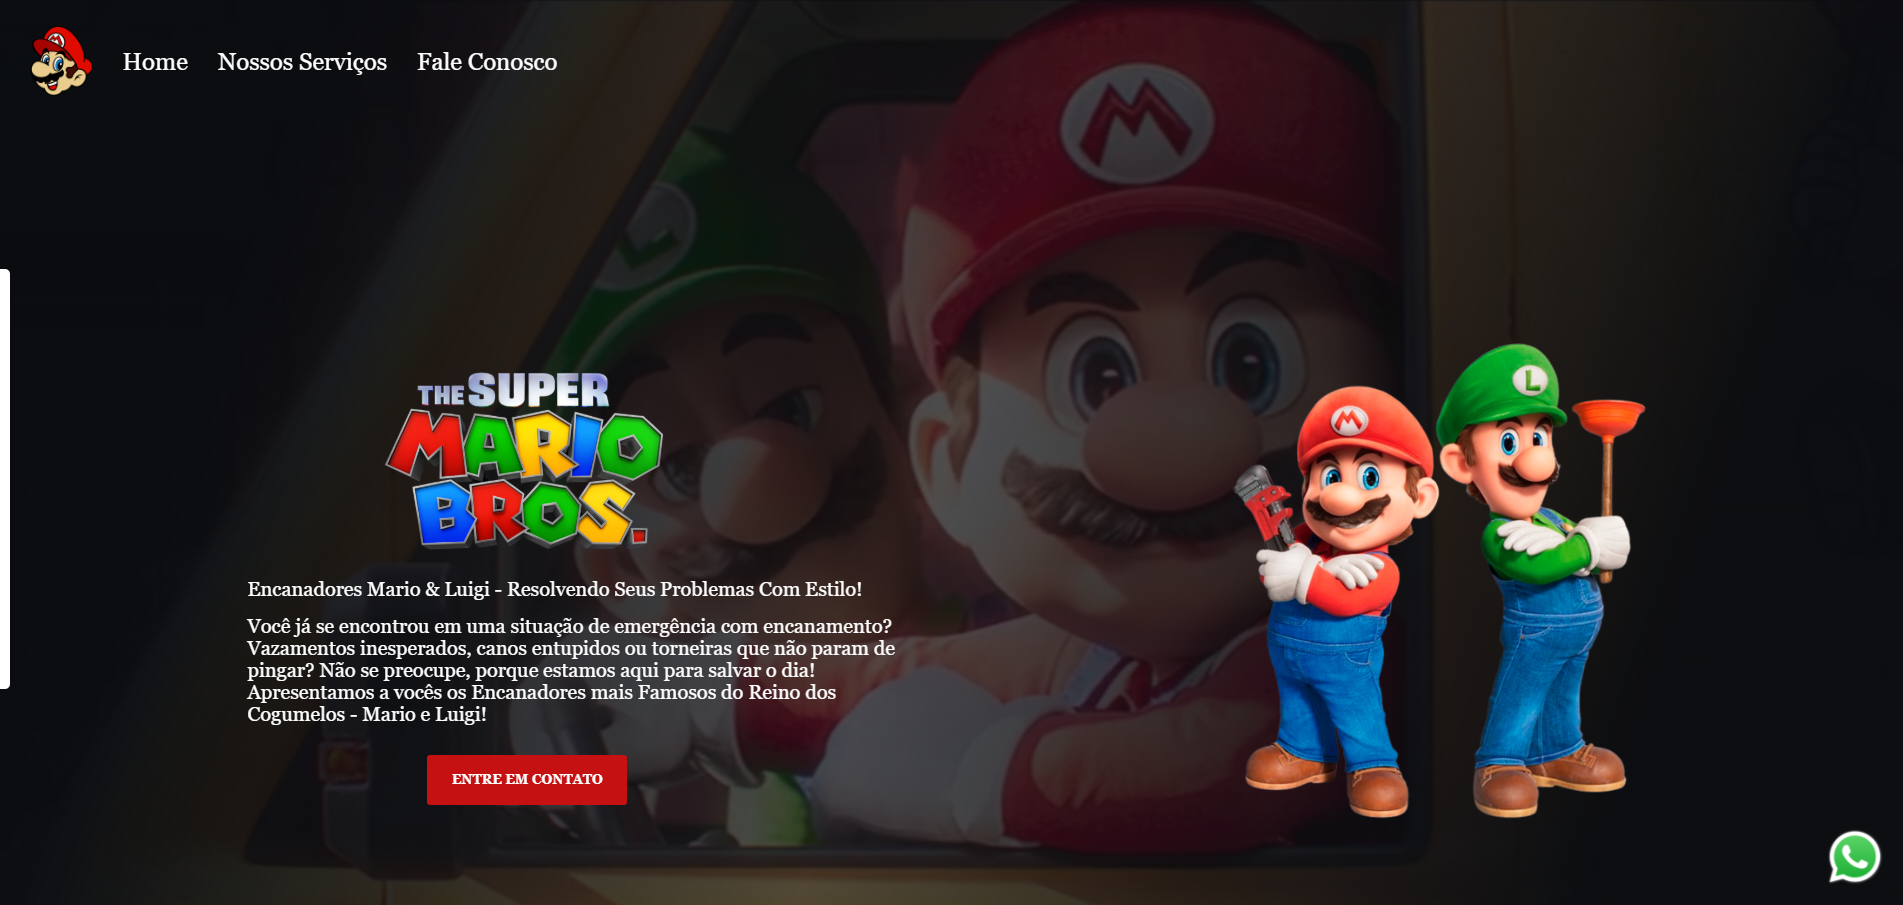 Home Nossos Serviços Fale Conosco
THE SUPER
MARIO
BROS.
Encanadores Mario & Luigi - Resolvendo Seus Problemas Com Estilo!
Você já se encontrou em uma situação de emergência com encanamento?
Vazamentos inesperados, canos entupidos ou torneiras que não param de
pingar? Não se preocupe, porque estamos aqui para salvar o dia!
Apresentamos a vocês os Encanadores mais Famosos do Reino dos
Cogumelos - Mario e Luigi!
ENTRE EM CONTATO